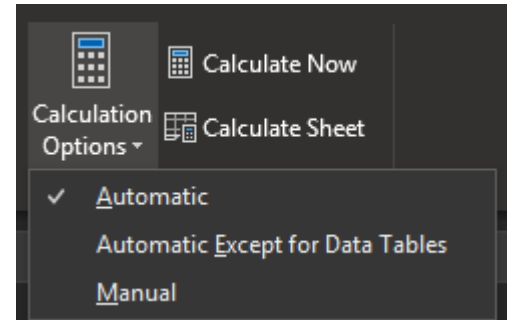 Calculation
Options
Calculate Now
Calculate Sheet
Automatic
Automatic Except for Data Tables
Manual